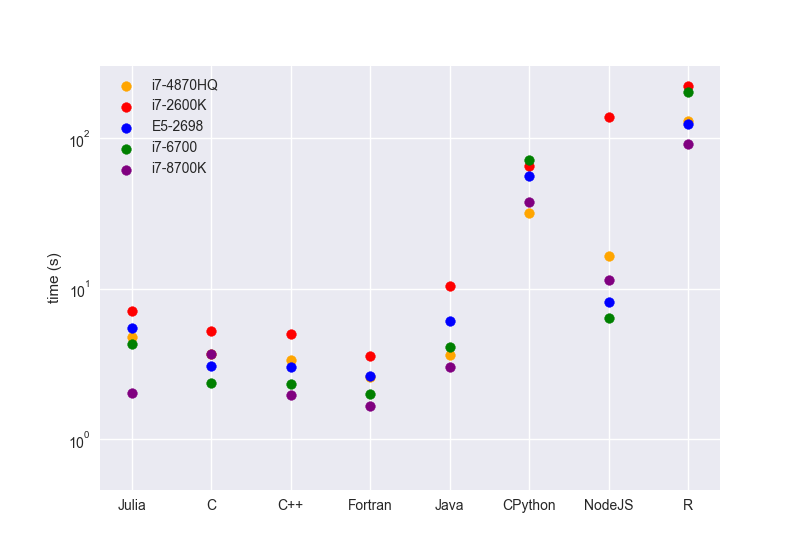 i7-4870HQ
i7-2600K
E5-2698
i7-6700
i7-8700K
time (s)
10²
10¹
10⁰
Julia C C++ Fortran Java CPython NodeJS R